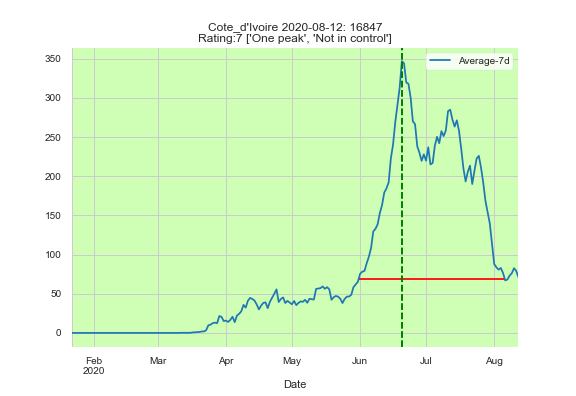 Cote_d'Ivoire 2020-08-12: 16847
Rating:7 ['One peak', 'Not in control']
Average-7d
350
300
250
200
150
100
50
0
Feb
2020
Mar
Apr
May
Jun
Jul
Aug
Date